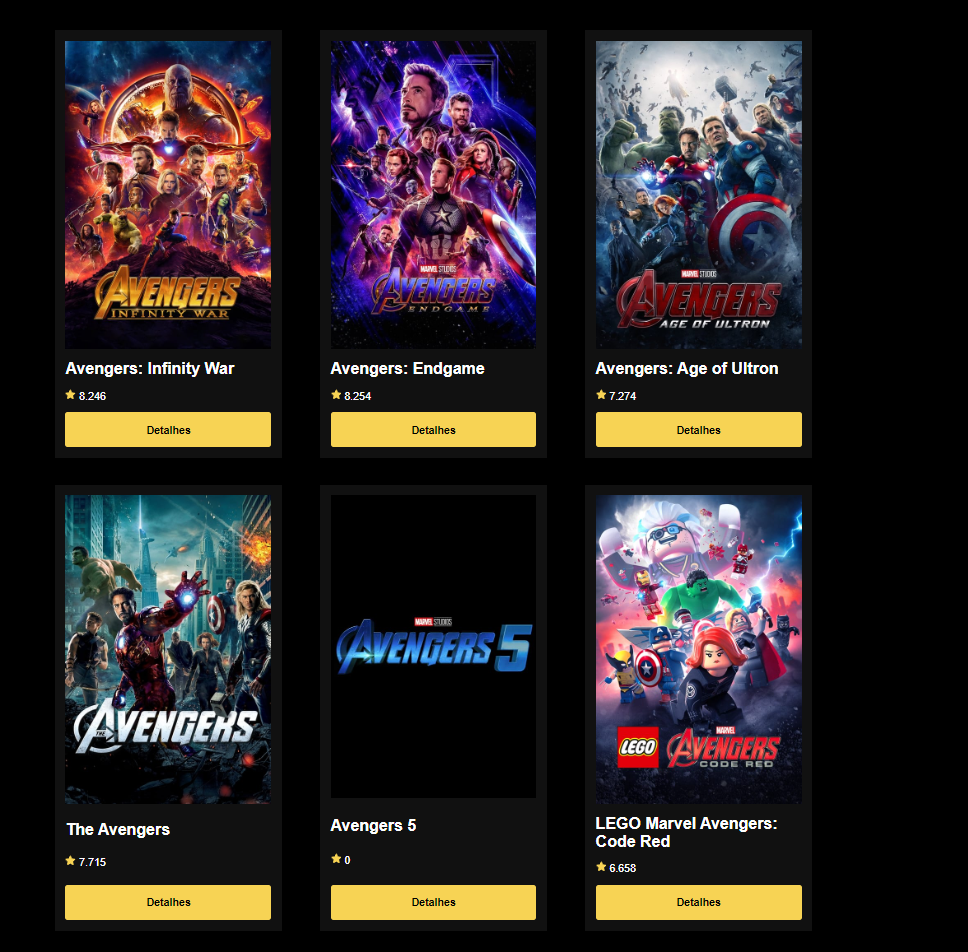 AVENGERS
INFINITY WAR
MARVEL STUDIOS
AVENGERS
ENDGAME
MARVEL STUDIOS
AVENGERS
AGE OF ULTRON
Avengers: Infinity War
Avengers: Endgame
Avengers: Age of Ultron
8.246
8.254
7.274
Detalhes
Detalhes
Detalhes
THE AVENGERS
MARVEL STUDIOS
AVENGERS 5
LEGO
MARVEL
AVENGERS
CODE RED
The Avengers
Avengers 5
LEGO Marvel Avengers:
Code Red
7.715
0
6.658
Detalhes
Detalhes
Detalhes